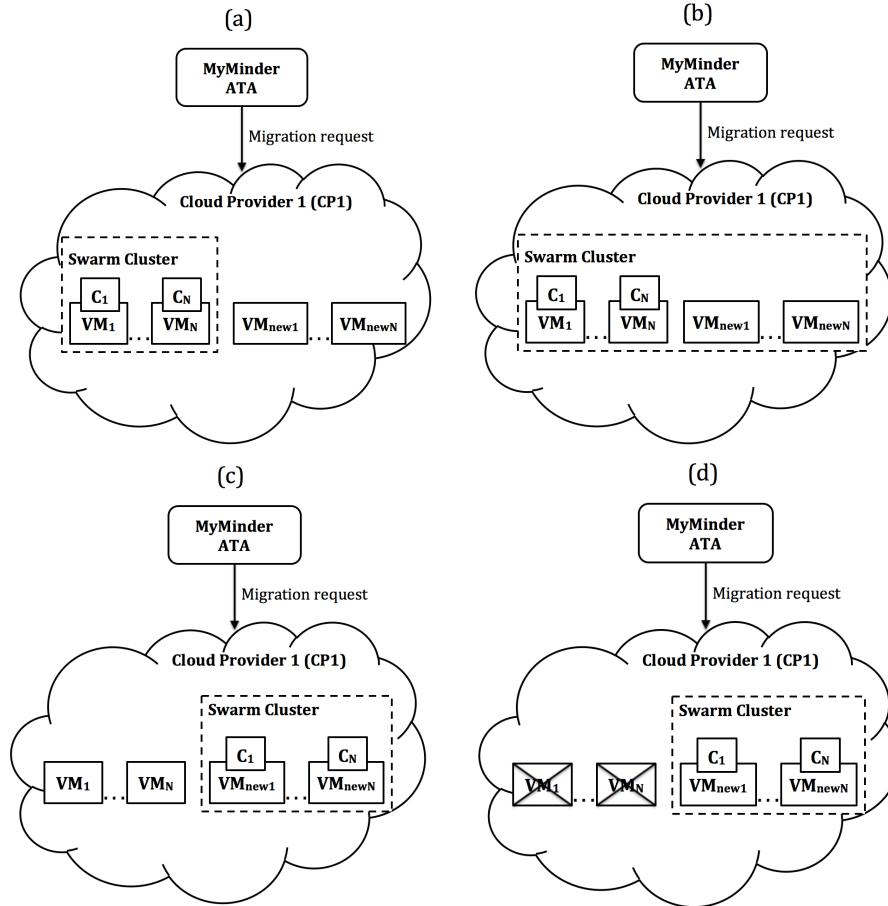 (a)
MyMinder
ATA
Migration request
Cloud Provider 1 (CP1)
Swarm Cluster
C1 CN
VM1 ... VMN VMnew1 ... VMnewN
(b)
MyMinder
ATA
Migration request
Cloud Provider 1 (CP1)
Swarm Cluster
C1 CN
VM1 ... VMN VMnew1 ... VMnewN
(c)
MyMinder
ATA
Migration request
Cloud Provider 1 (CP1)
Swarm Cluster
C1 CN
VM1 ... VMN VMnew1 ... VMnewN
(d)
MyMinder
ATA
Migration request
Cloud Provider 1 (CP1)
Swarm Cluster
C1 CN
VM1 ... VMN VMnew1 ... VMnewN